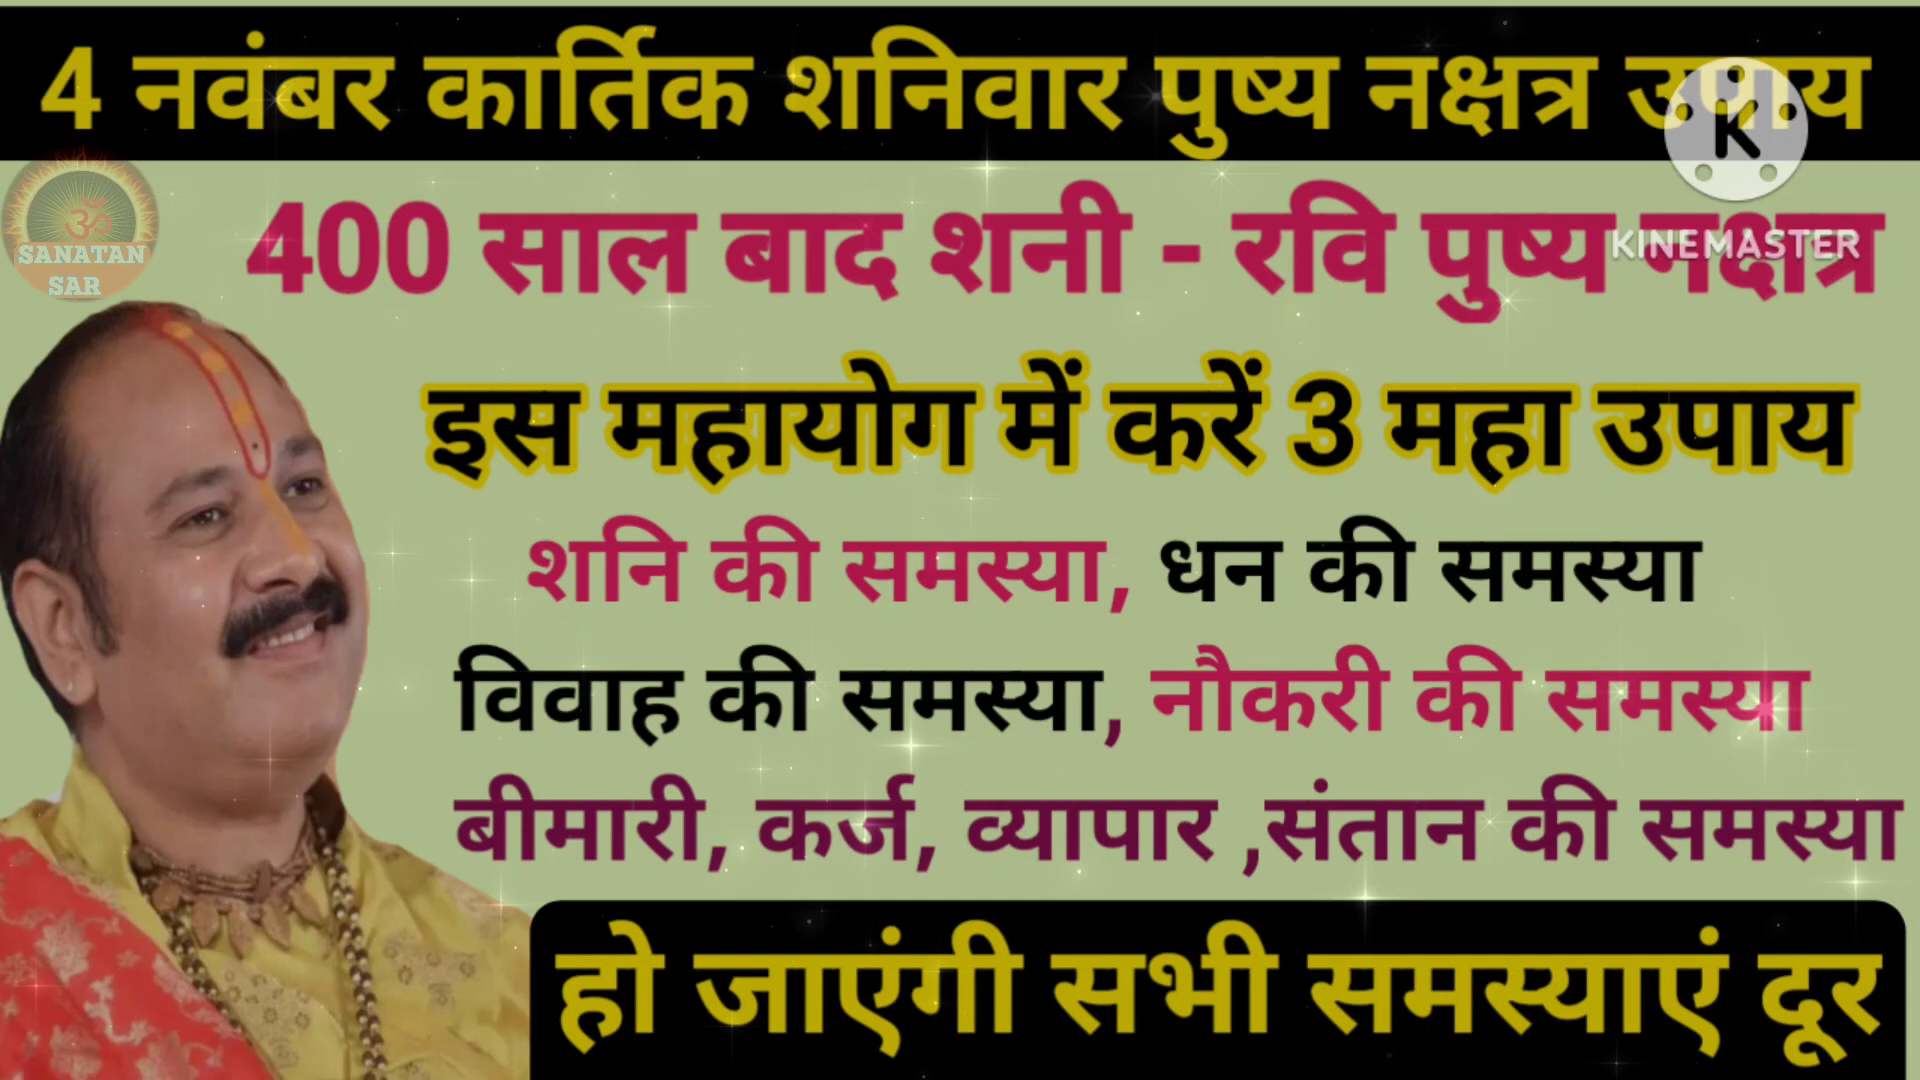 4 नवंबर कार्तिक शनिवार पुष्य नक्षत्र उपाय
K
KINEMASTER
ॐ
SANATAN
SAR
400 साल बाद शनी - रवि पुष्य नक्षत्र
इस महायोग में करें 3 महा उपाय
शनि की समस्या, धन की समस्या
विवाह की समस्या, नौकरी की समस्या
बीमारी, कर्ज, व्यापार ,संतान की समस्या
हो जाएंगी सभी समस्याएं दूर